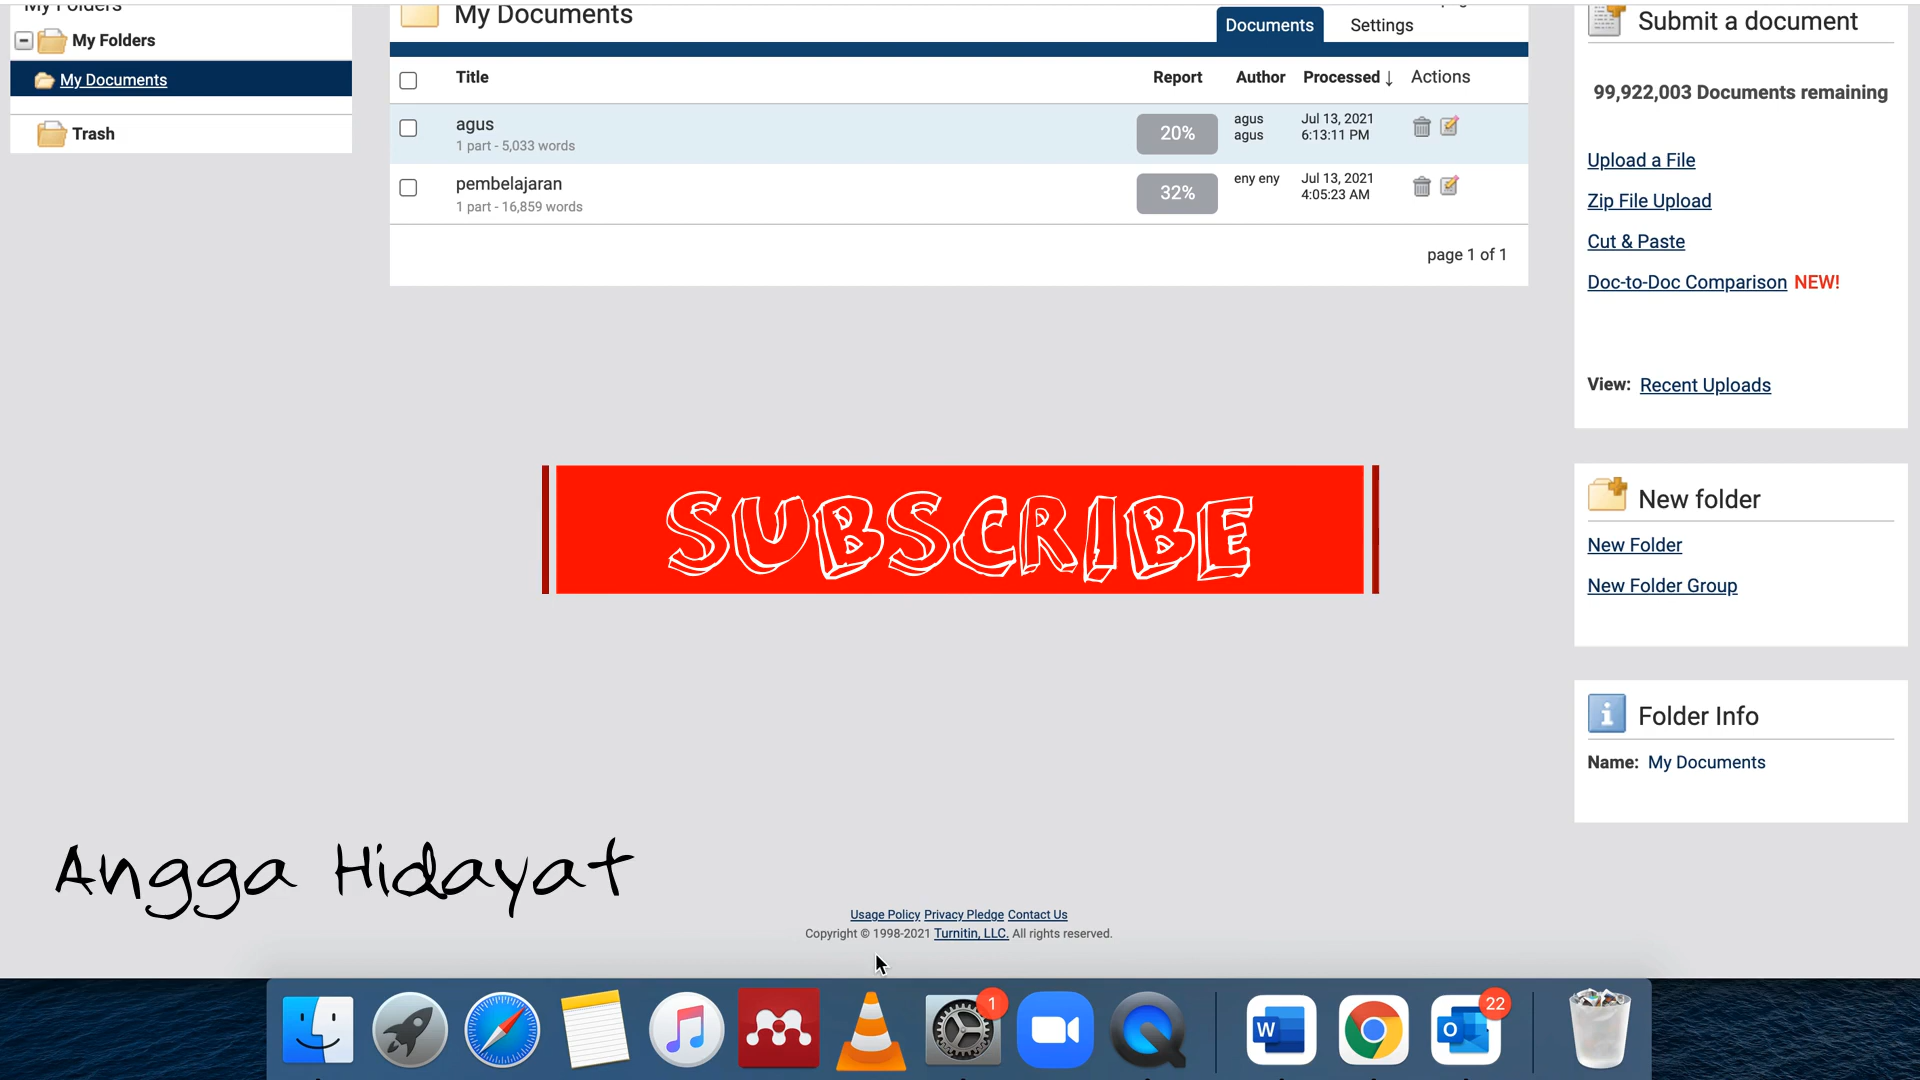 My Folders
My Folders
My Documents
Trash
My Documents
Documents
Settings
Title
Report
Author
Processed ↓
Actions
agus
1 part - 5,033 words
20%
agus
agus
Jul 13, 2021
6:13:11 PM
pembelajaran
1 part - 16,859 words
32%
eny eny
Jul 13, 2021
4:05:23 AM
page 1 of 1
Submit a document
99,922,003 Documents remaining
Upload a File
Zip File Upload
Cut & Paste
Doc-to-Doc Comparison NEW!
View: Recent Uploads
New folder
New Folder
New Folder Group
Folder Info
Name: My Documents
SUBSCRIBE
Angga Hidayat
Usage Policy Privacy Pledge Contact Us
Copyright © 1998-2021 Turnitin, LLC. All rights reserved.
1
W
O
22